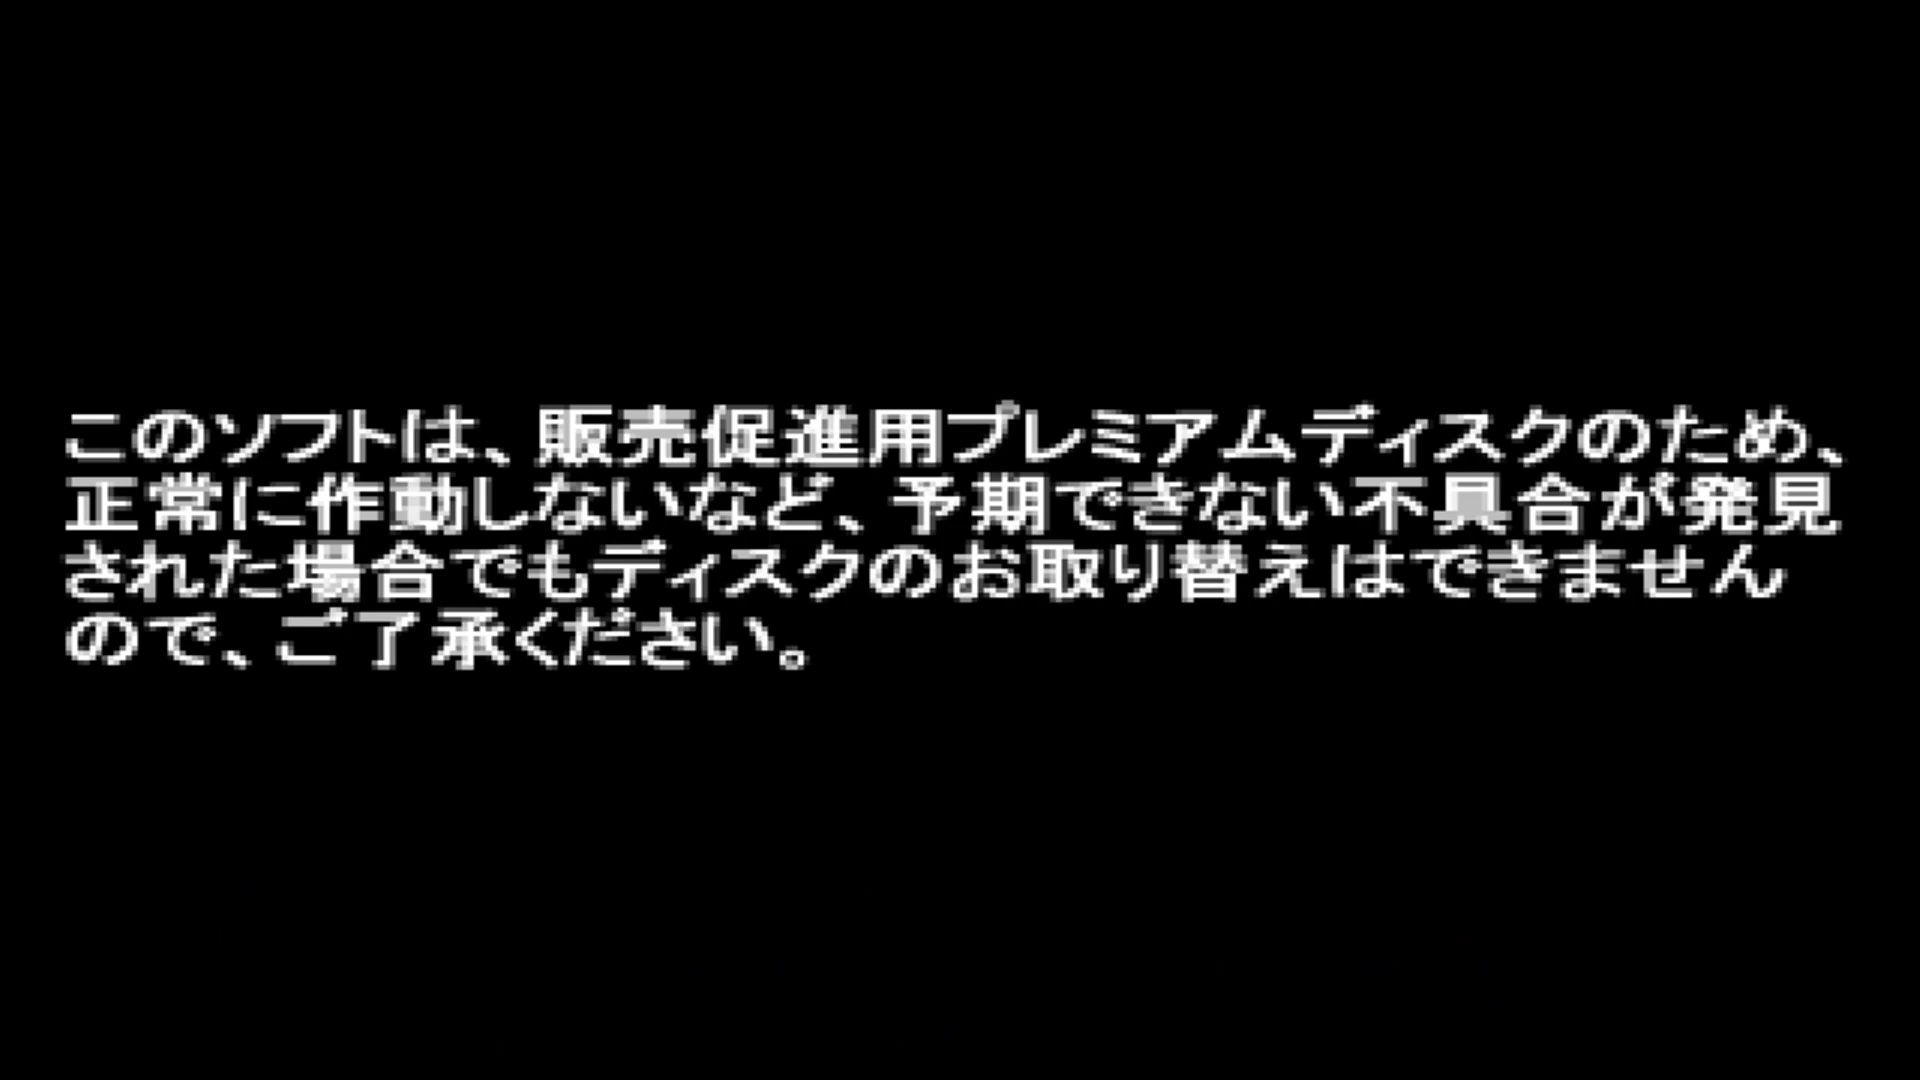 このソフトは、販売促進用プレミアムディスクのため、
正常に作動しないなど、予期できない不具合が発見
された場合でもディスクのお取り替えはできません
ので、ご了承ください。